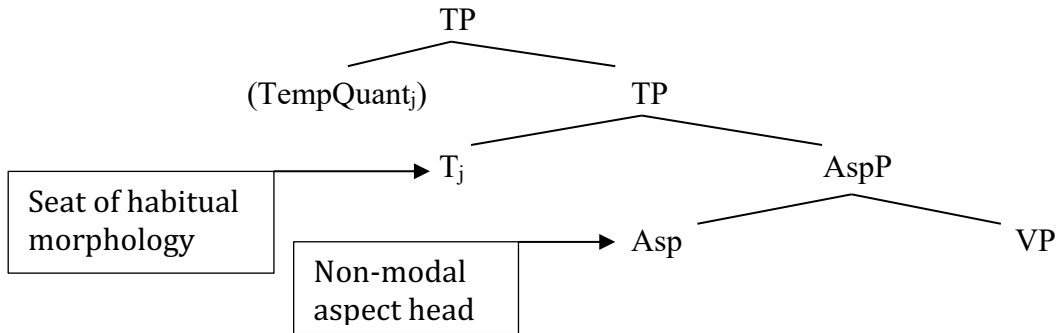 TP
(TempQuantⱼ) TP
Tⱼ AspP
Seat of habitual
morphology
Asp VP
Non-modal
aspect head